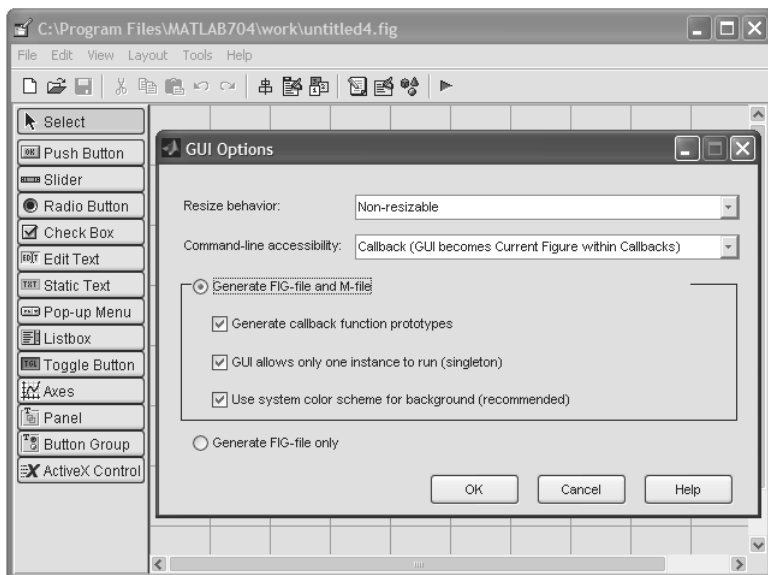 C:\Program Files\MATLAB704\work\untitled4.fig
File Edit View Layout Tools Help
Select
Push Button
Slider
Radio Button
Check Box
Edit Text
Static Text
Pop-up Menu
Listbox
Toggle Button
Axes
Panel
Button Group
ActiveX Control
GUI Options
Resize behavior: Non-resizable
Command-line accessibility: Callback (GUI becomes Current Figure within Callbacks)
Generate FIG-file and M-file
Generate callback function prototypes
GUI allows only one instance to run (singleton)
Use system color scheme for background (recommended)
Generate FIG-file only
OK Cancel Help